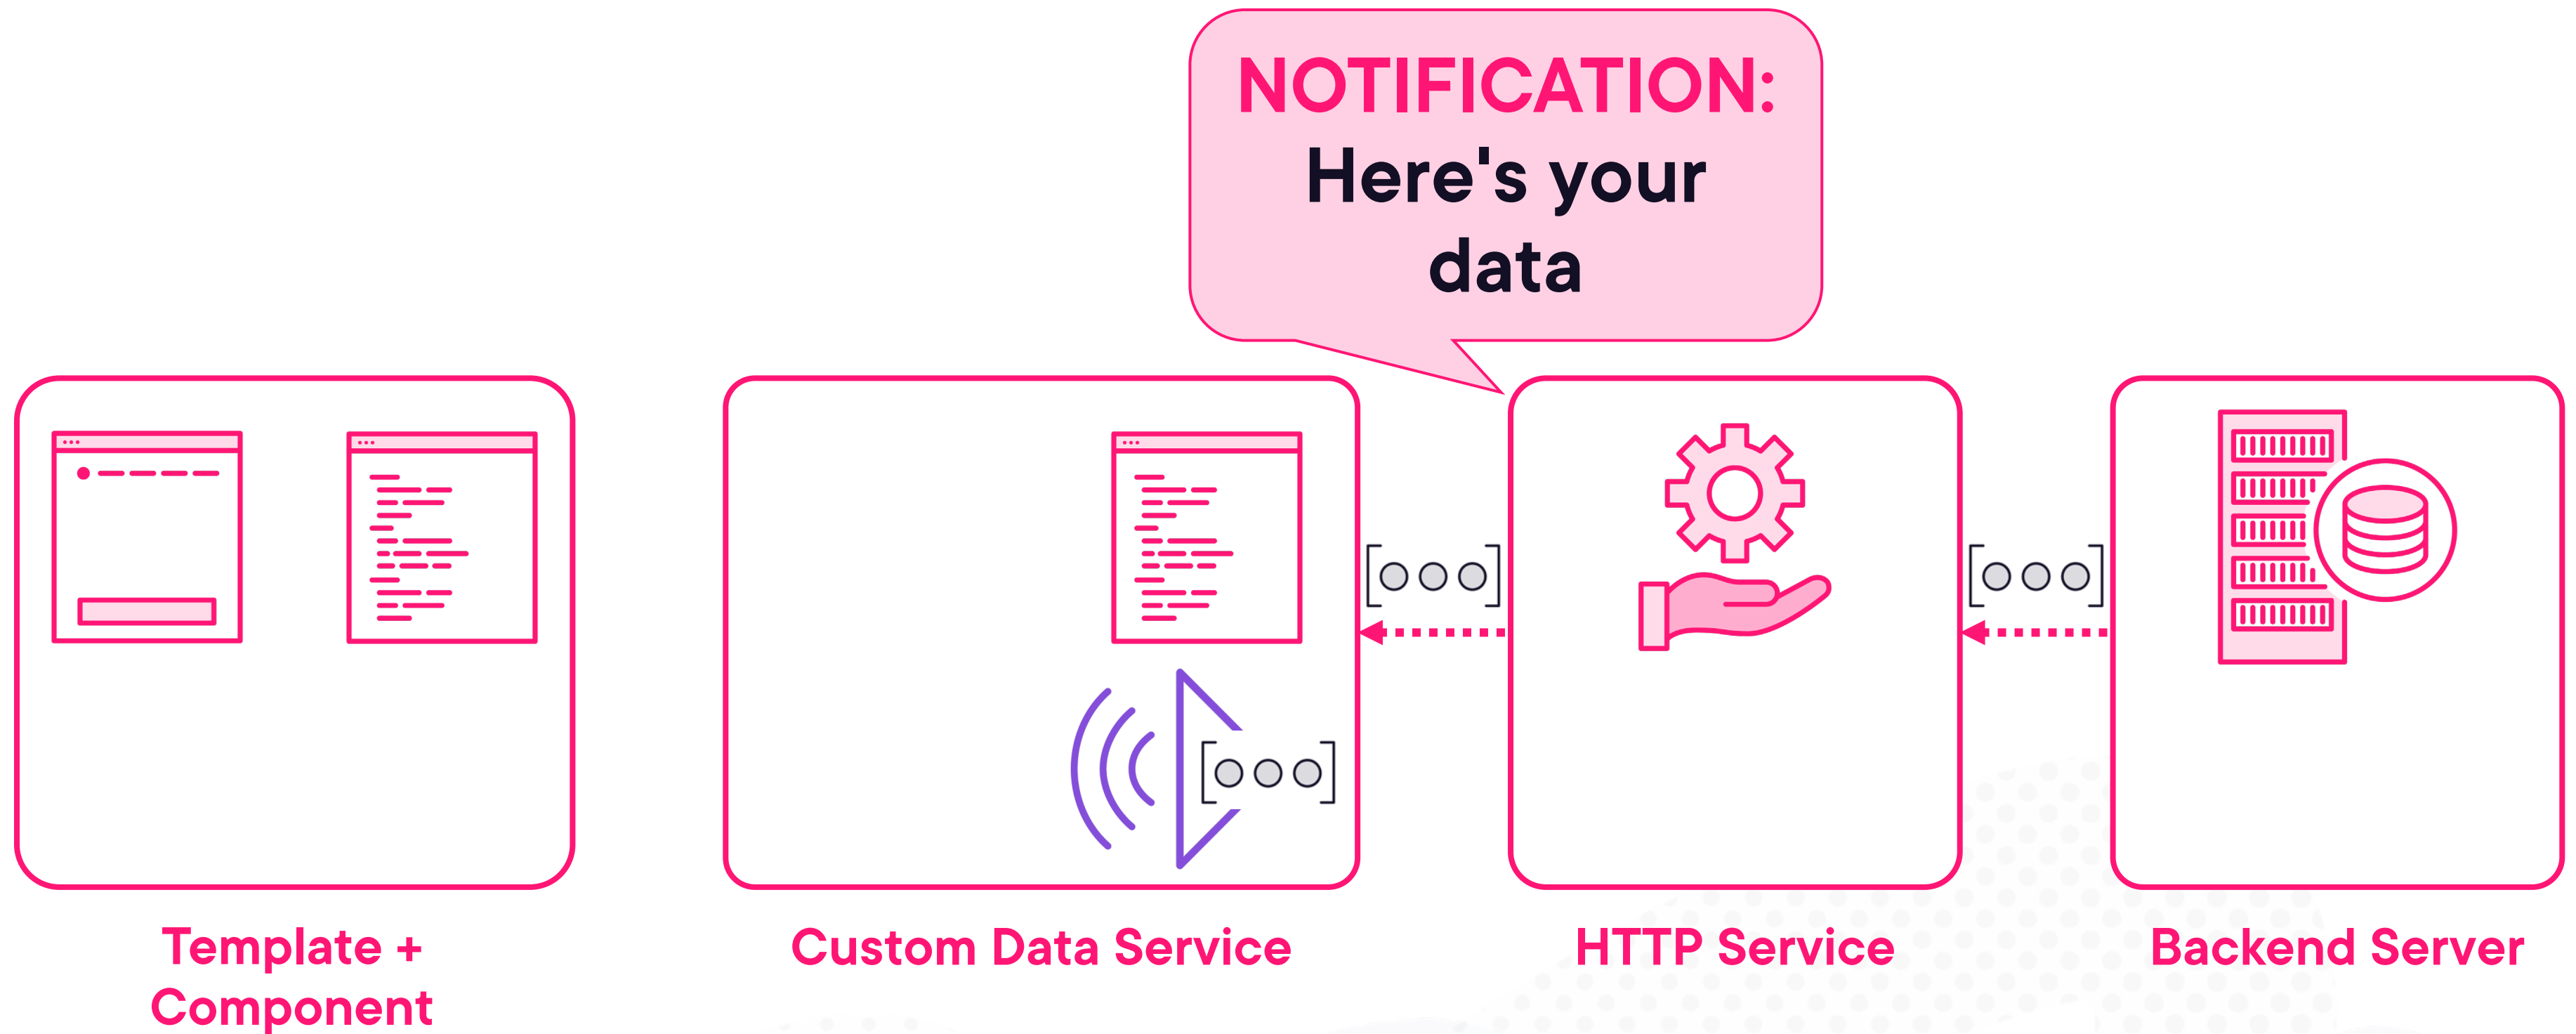 NOTIFICATION:
Here's your
data
Template +
Component
Custom Data Service
HTTP Service
Backend Server